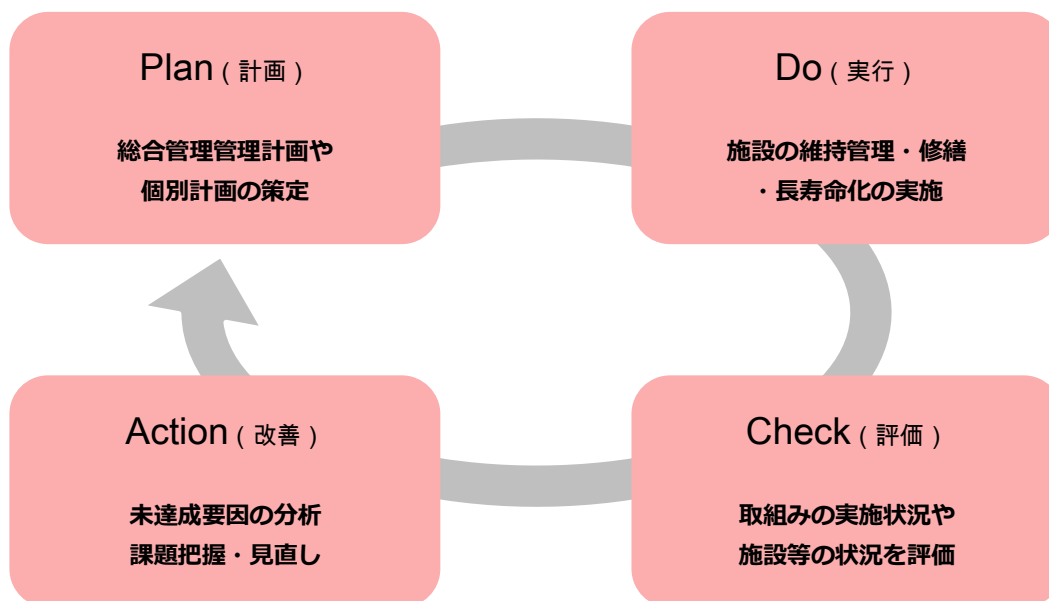 Plan（計画）
総合管理管理計画や
個別計画の策定
Do（実行）
施設の維持管理・修繕
・長寿命化の実施
Action（改善）
未達成要因の分析
課題把握・見直し
Check（評価）
取組みの実施状況や
施設等の状況を評価